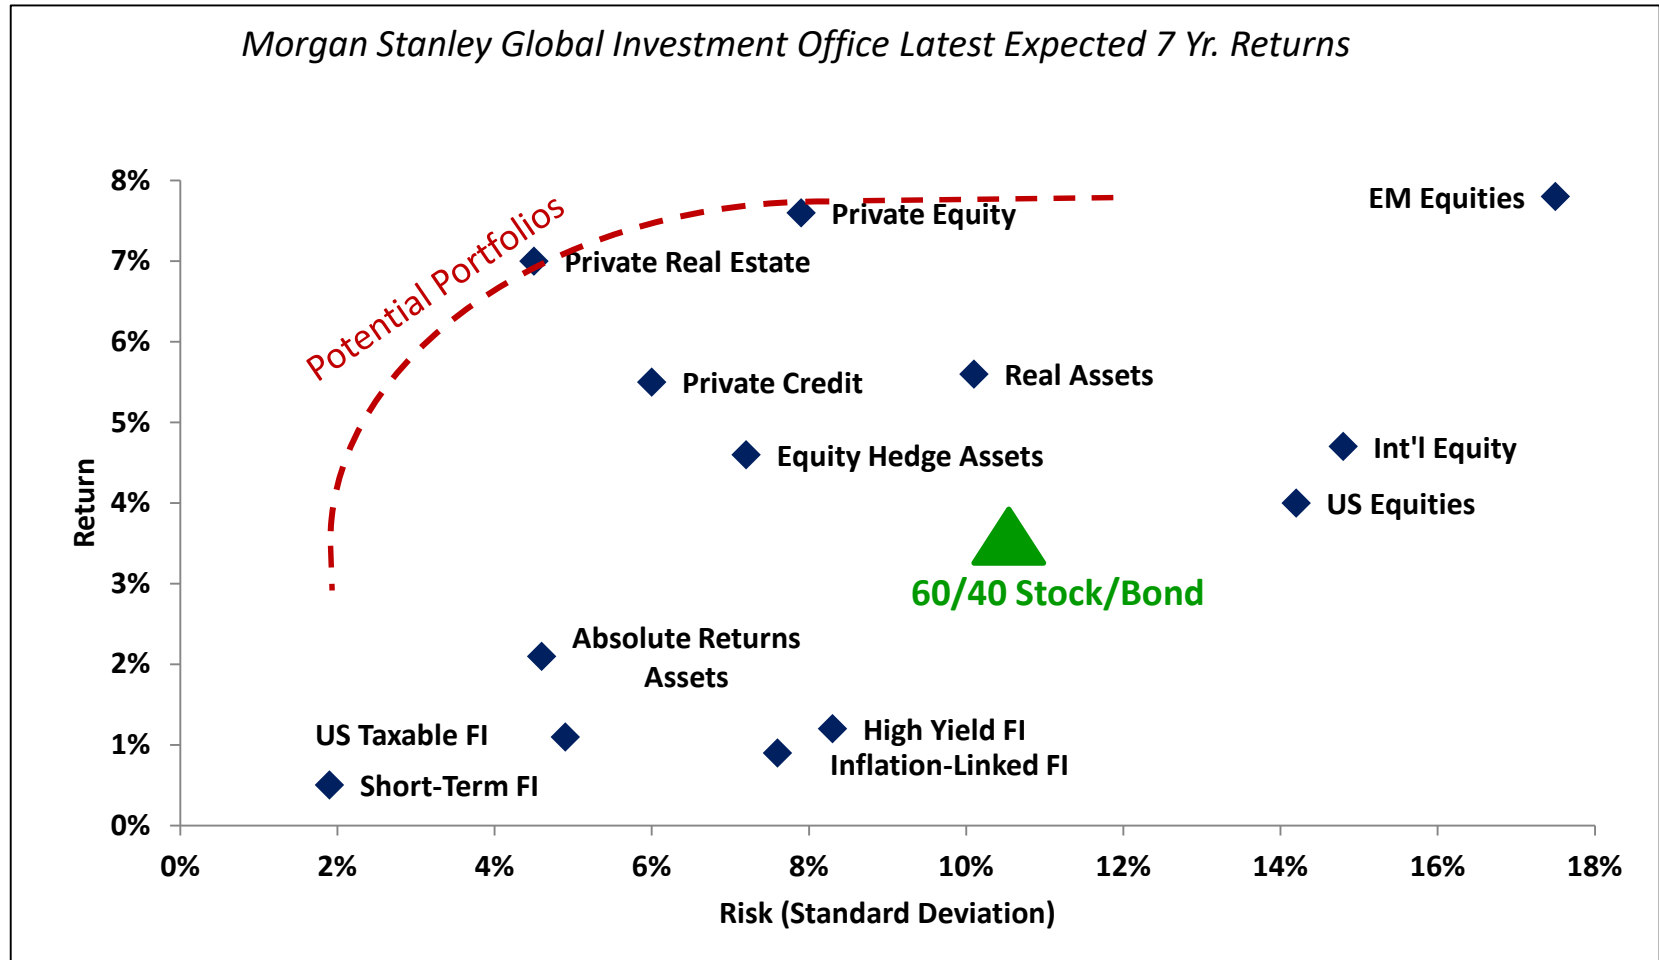 Morgan Stanley Global Investment Office Latest Expected 7 Yr. Returns
8%
7%
6%
5%
4%
3%
2%
1%
0%
Return
Potential Portfolios
EM Equities
Private Equity
Private Real Estate
Private Credit
Real Assets
Equity Hedge Assets
Int'l Equity
US Equities
60/40 Stock/Bond
Absolute Returns
Assets
US Taxable FI
High Yield FI
Inflation-Linked FI
Short-Term FI
0%
2%
4%
6%
8%
10%
12%
14%
16%
18%
Risk (Standard Deviation)